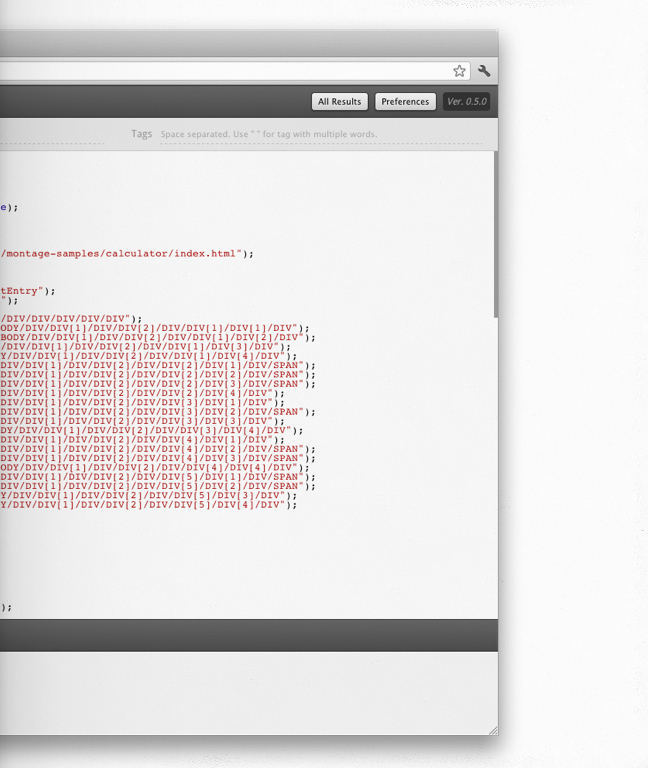 All Results Preferences Ver. 0.5.0
Tags Space separated. Use " " for tag with multiple words.
e);
/montage-samples/calculator/index.html");
tEntry");
");
/DIV/DIV/DIV/DIV/DIV");
ODY/DIV/DIV[1]/DIV/DIV[2]/DIV/DIV[1]/DIV[1]/DIV");
BODY/DIV/DIV[1]/DIV/DIV[2]/DIV/DIV[1]/DIV[2]/DIV");
/DIV/DIV[1]/DIV/DIV[2]/DIV/DIV[1]/DIV[3]/DIV");
Y/DIV/DIV[1]/DIV/DIV[2]/DIV/DIV[1]/DIV[4]/DIV");
DIV/DIV[1]/DIV/DIV[2]/DIV/DIV[2]/DIV[1]/DIV/SPAN");
DIV/DIV[1]/DIV/DIV[2]/DIV/DIV[2]/DIV[2]/DIV/SPAN");
DIV/DIV[1]/DIV/DIV[2]/DIV/DIV[2]/DIV[3]/DIV/SPAN");
DIV/DIV[1]/DIV/DIV[2]/DIV/DIV[2]/DIV[4]/DIV");
DIV/DIV[1]/DIV/DIV[2]/DIV/DIV[3]/DIV[1]/DIV");
DIV/DIV[1]/DIV/DIV[2]/DIV/DIV[3]/DIV[2]/DIV/SPAN");
DIV/DIV[1]/DIV/DIV[2]/DIV/DIV[3]/DIV[3]/DIV");
DY/DIV/DIV[1]/DIV/DIV[2]/DIV/DIV[3]/DIV[4]/DIV");
DIV/DIV[1]/DIV/DIV[2]/DIV/DIV[4]/DIV[1]/DIV");
DIV/DIV[1]/DIV/DIV[2]/DIV/DIV[4]/DIV[2]/DIV/SPAN");
DIV/DIV[1]/DIV/DIV[2]/DIV/DIV[4]/DIV[3]/DIV/SPAN");
ODY/DIV/DIV[1]/DIV/DIV[2]/DIV/DIV[4]/DIV[4]/DIV");
DIV/DIV[1]/DIV/DIV[2]/DIV/DIV[5]/DIV[1]/DIV/SPAN");
DIV/DIV[1]/DIV/DIV[2]/DIV/DIV[5]/DIV[2]/DIV/SPAN");
Y/DIV/DIV[1]/DIV/DIV[2]/DIV/DIV[5]/DIV[3]/DIV");
Y/DIV/DIV[1]/DIV/DIV[2]/DIV/DIV[5]/DIV[4]/DIV");
);